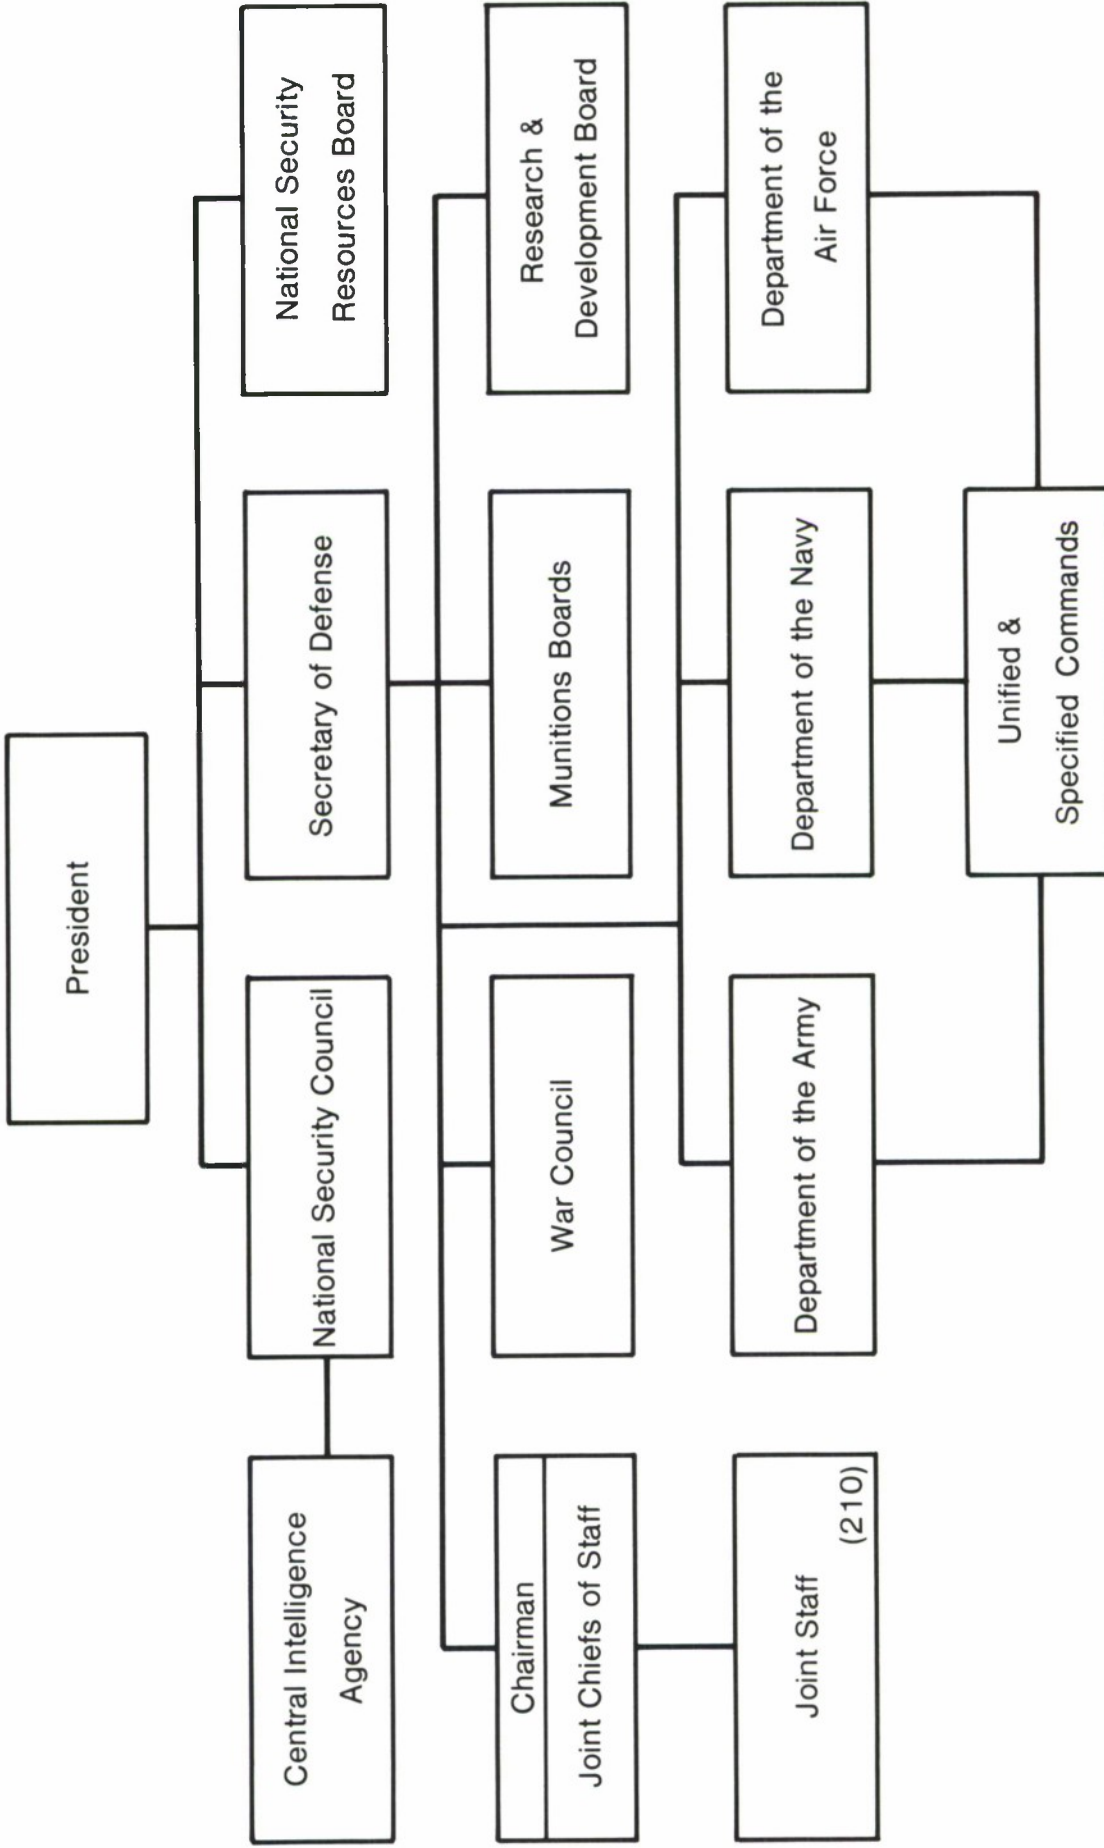 President
Central Intelligence
Agency
National Security Council
Secretary of Defense
National Security
Resources Board
Chairman
Joint Chiefs of Staff
War Council
Munitions Boards
Research &
Development Board
Joint Staff
(210)
Department of the Army
Department of the Navy
Department of the
Air Force
Unified &
Specified Commands